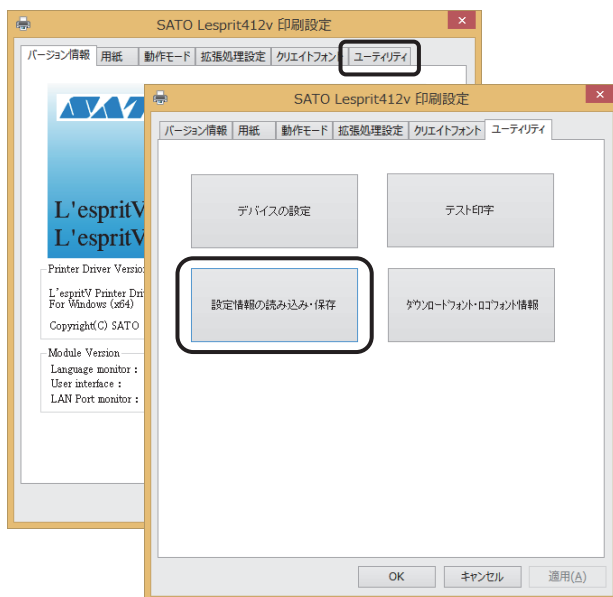 SATO Lesprit412v 印刷設定
バージョン情報 用紙 動作モード 拡張処理設定 クリエイトフォント ユーティリティ
L'espritV
L'espritV
Printer Driver
L'espritV Printer
For Windows (x64)
Copyright(C) SATO
Module Version
Language monitor :
User interface :
LAN Port monitor :
SATO Lesprit412v 印刷設定
バージョン情報 用紙 動作モード 拡張処理設定 クリエイトフォント ユーティリティ
デバイスの設定 テスト印字
設定情報の読み込み・保存 ダウンロードフォント・ロゴフォント情報
OK キャンセル 適用(A)